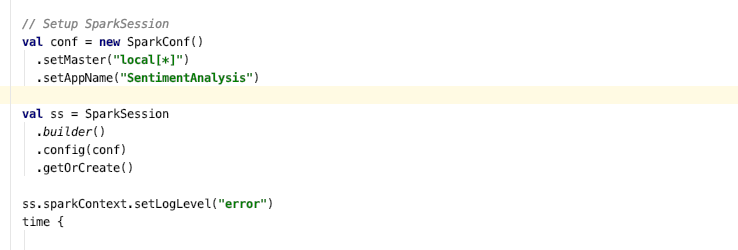 // Setup SparkSession
val conf = new SparkConf()
.setMaster("local[*]")
.setAppName("SentimentAnalysis")
val ss = SparkSession
.builder()
.config(conf)
.getOrCreate()
ss.sparkContext.setLogLevel("error")
time {